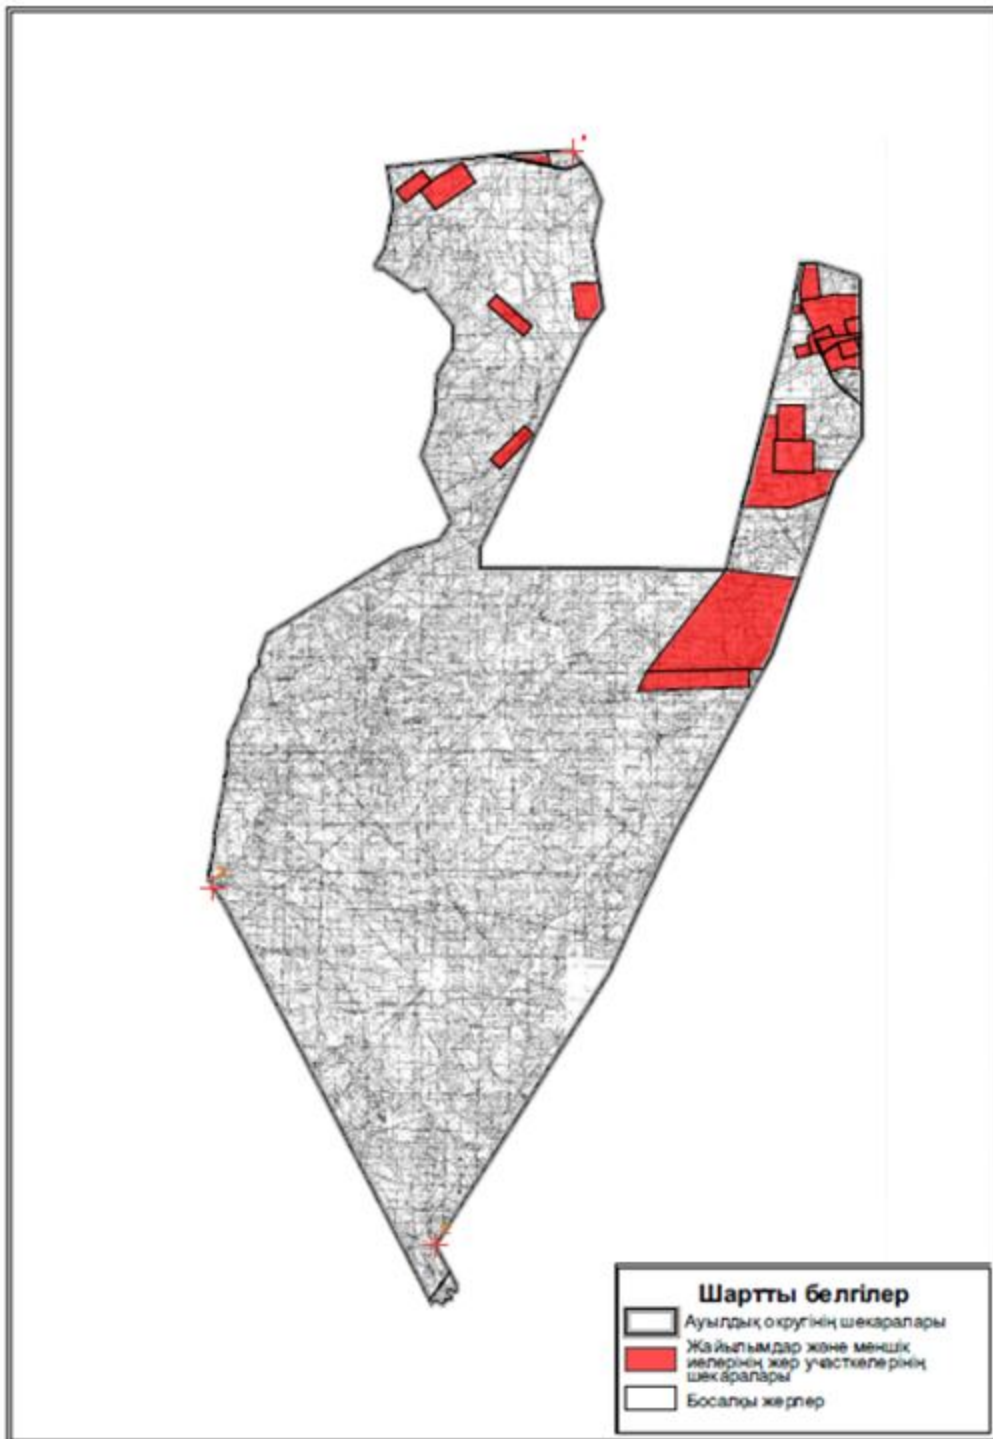 Шартты белгілер
Ауылдық округінің шекаралары
Жайылымдар және меншік
иелерінің жер учаскелерінің
шекаралары
Босалқы жерлер